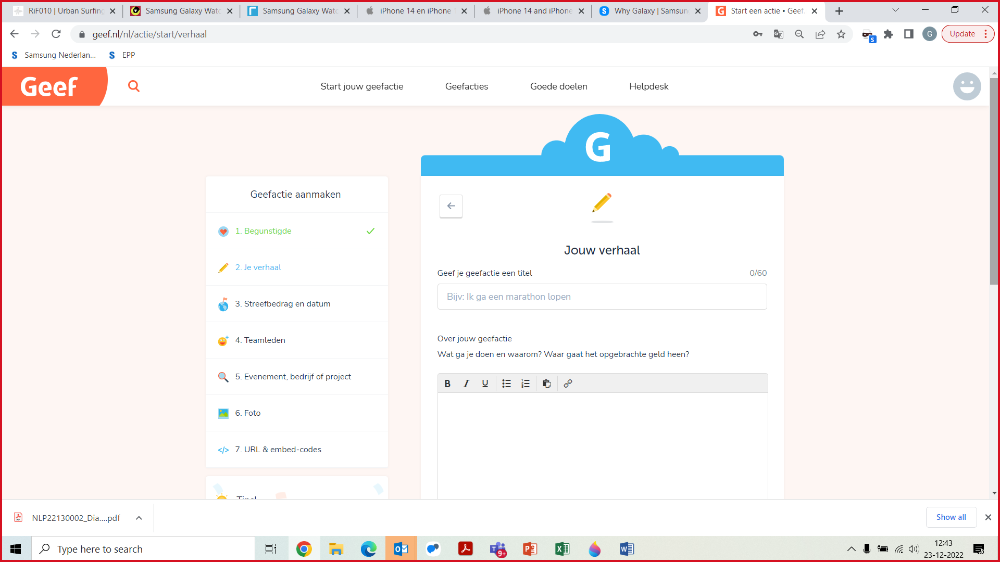 RiF010 | Urban Surfing
Samsung Galaxy Watc
Samsung Galaxy Watc
iPhone 14 en iPhone 1
iPhone 14 and iPhone
Why Galaxy | Samsung
Start een actie • Geef.
geef.nl/nl/actie/start/verhaal
G
Update
Samsung Nederlan...
EPP
Geef
Start jouw geefactie
Geefacties
Goede doelen
Helpdesk
G
Geefactie aanmaken
1. Begunstigde
2. Je verhaal
3. Streefbedrag en datum
4. Teamleden
5. Evenement, bedrijf of project
6. Foto
7. URL & embed-codes
Jouw verhaal
Geef je geefactie een titel
0/60
Bijv: Ik ga een marathon lopen
Over jouw geefactie
Wat ga je doen en waarom? Waar gaat het opgebrachte geld heen?
B I U
NLP22130002_Dia....pdf
Show all
Type here to search
9+
12:43
23-12-2022